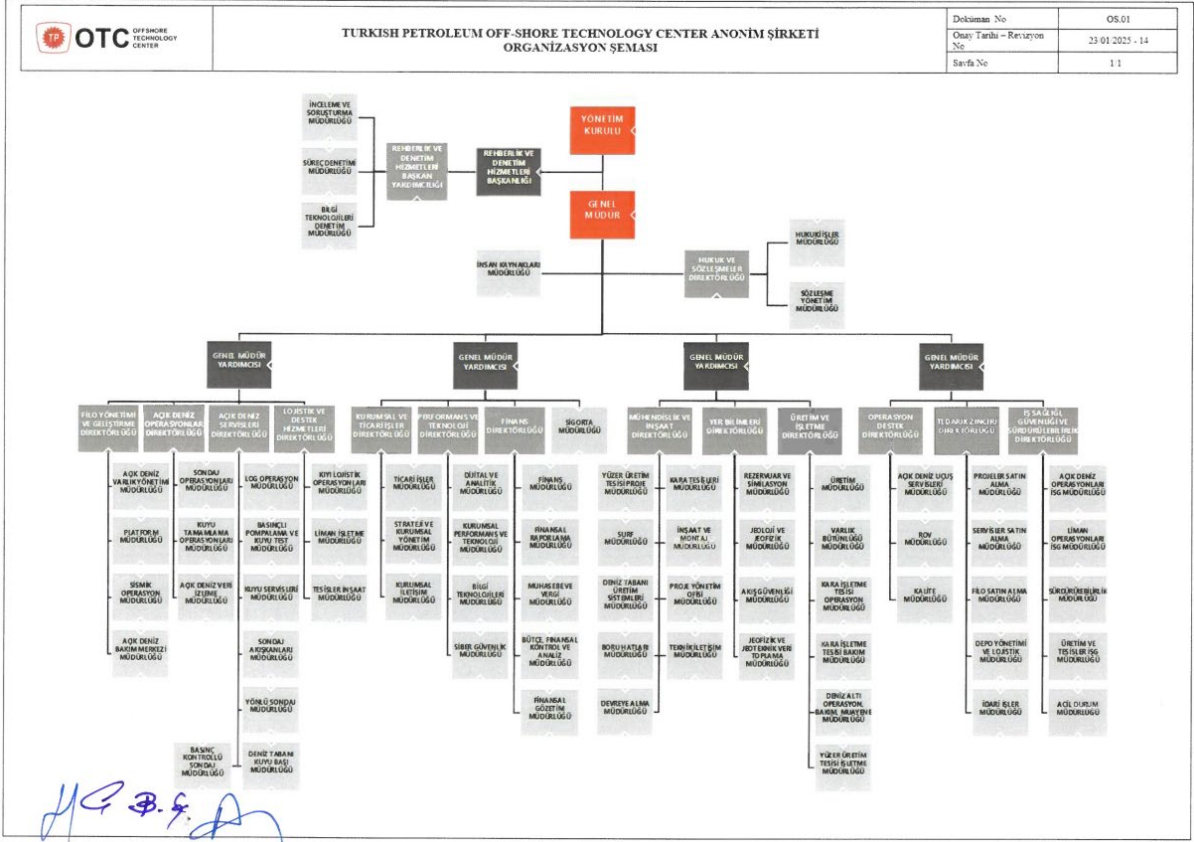 TP
OTC
OFFSHORE
TECHNOLOGY
CENTER
TURKISH PETROLEUM OFF-SHORE TECHNOLOGY CENTER ANONİM ŞİRKETİ
ORGANİZASYON ŞEMASI
Doküman No
OS.01
Onay Tarihi – Revizyon
No
23/01/2025 - 14
Sayfa No
1/1
YÖNETİM
KURULU
GENEL
MÜDÜR
REHBERLİK VE
DENETİM
HİZMETLERİ
BAŞKANLIĞI
REHBERLİK VE
DENETİM
HİZMETLERİ
BAŞKAN
YARDIMCILIĞI
İNCELEME VE
SORUŞTURMA
MÜDÜRLÜĞÜ
SÜREÇ DENETİMİ
MÜDÜRLÜĞÜ
BİLGİ
TEKNOLOJİLERİ
DENETİM
MÜDÜRLÜĞÜ
İNSAN KAYNAKLARI
MÜDÜRLÜĞÜ
HUKUK VE
SÖZLEŞMELER
DİREKTÖRLÜĞÜ
HUKUKİ İŞLER
MÜDÜRLÜĞÜ
SÖZLEŞME
YÖNETİM
MÜDÜRLÜĞÜ
GENEL MÜDÜR
YARDIMCISI
FİLO YÖNETİMİ
VE GELİŞTİRME
DİREKTÖRLÜĞÜ
AÇIK DENİZ
VARLIK YÖNETİMİ
MÜDÜRLÜĞÜ
PLATFORM
MÜDÜRLÜĞÜ
SİSMİK
OPERASYON
MÜDÜRLÜĞÜ
AÇIK DENİZ
BAKIM MERKEZİ
MÜDÜRLÜĞÜ
AÇIK DENİZ
OPERASYONLAR
DİREKTÖRLÜĞÜ
SONDAJ
OPERASYONLARI
MÜDÜRLÜĞÜ
KUYU
TAMAMLAMA
OPERASYONLARI
MÜDÜRLÜĞÜ
AÇIK DENİZ VERİ
İZLEME
MÜDÜRLÜĞÜ
AÇIK DENİZ
SERVİSLERİ
DİREKTÖRLÜĞÜ
LOG OPERASYON
MÜDÜRLÜĞÜ
BASINÇLI
POMPALAMA VE
KUYU TEST
MÜDÜRLÜĞÜ
KUYU SERVİSLERİ
MÜDÜRLÜĞÜ
SONDAJ
AKIŞKANLARI
MÜDÜRLÜĞÜ
YÖNLÜ SONDAJ
MÜDÜRLÜĞÜ
BASINÇ
KONTROLLÜ
SONDAJ
MÜDÜRLÜĞÜ
DENİZ TABANI
KUYU BAŞI
MÜDÜRLÜĞÜ
LOJİSTİK VE
DESTEK
HİZMETLERİ
DİREKTÖRLÜĞÜ
KIYI LOJİSTİK
OPERASYONLARI
MÜDÜRLÜĞÜ
LİMAN İŞLETME
MÜDÜRLÜĞÜ
TESİSLER İNŞAAT
MÜDÜRLÜĞÜ
GENEL MÜDÜR
YARDIMCISI
KURUMSAL VE
TİCARİ İŞLER
DİREKTÖRLÜĞÜ
TİCARİ İŞLER
MÜDÜRLÜĞÜ
STRATEJİ VE
KURUMSAL
YÖNETİM
MÜDÜRLÜĞÜ
KURUMSAL
İLETİŞİM
MÜDÜRLÜĞÜ
PERFORMANS VE
TEKNOLOJİ
DİREKTÖRLÜĞÜ
DİJİTAL VE
ANALİTİK
MÜDÜRLÜĞÜ
KURUMSAL
PERFORMANS VE
TEKNOLOJİ
MÜDÜRLÜĞÜ
BİLGİ
TEKNOLOJİLERİ
MÜDÜRLÜĞÜ
SİBER GÜVENLİK
MÜDÜRLÜĞÜ
FİNANS
DİREKTÖRLÜĞÜ
FİNANS
MÜDÜRLÜĞÜ
FİNANSAL
RAPORLAMA
MÜDÜRLÜĞÜ
MUHASEBE VE
VERGİ
MÜDÜRLÜĞÜ
BÜTÇE, FİNANSAL
KONTROL VE
ANALİZ
MÜDÜRLÜĞÜ
FİNANSAL
GÖZETİM
MÜDÜRLÜĞÜ
SİGORTA
MÜDÜRLÜĞÜ
GENEL MÜDÜR
YARDIMCISI
MÜHENDİSLİK VE
İNŞAAT
DİREKTÖRLÜĞÜ
YÜZER ÜRETİM
TESİSİ PROJE
MÜDÜRLÜĞÜ
SURF
MÜDÜRLÜĞÜ
DENİZ TABANI
ÜRETİM
SİSTEMLERİ
MÜDÜRLÜĞÜ
BORU HATLARI
MÜDÜRLÜĞÜ
DEVREYE ALMA
MÜDÜRLÜĞÜ
KARA TESİSLERİ
MÜDÜRLÜĞÜ
İNŞAAT VE
MONTAJ
MÜDÜRLÜĞÜ
PROJE YÖNETİM
OFİSİ
MÜDÜRLÜĞÜ
TEKNİK İLETİŞİM
MÜDÜRLÜĞÜ
YER BİLİMLERİ
DİREKTÖRLÜĞÜ
REZERVUAR VE
SİMİLASYON
MÜDÜRLÜĞÜ
JEOLOJİ VE
JEOFİZİK
MÜDÜRLÜĞÜ
AKIŞ GÜVENLİĞİ
MÜDÜRLÜĞÜ
JEOFİZİK VE
JEOTEKNİK VERİ
TOPLAMA
MÜDÜRLÜĞÜ
ÜRETİM VE
İŞLETME
DİREKTÖRLÜĞÜ
ÜRETİM
MÜDÜRLÜĞÜ
VARLIK
BÜTÜNLÜĞÜ
MÜDÜRLÜĞÜ
KARA İŞLETME
TESİSİ
OPERASYON
MÜDÜRLÜĞÜ
KARA İŞLETME
TESİSİ BAKIM
MÜDÜRLÜĞÜ
DENİZ ALTI
OPERASYON,
BAKIM, MUAYENE
MÜDÜRLÜĞÜ
YÜZER ÜRETİM
TESİSİ İŞLETME
MÜDÜRLÜĞÜ
GENEL MÜDÜR
YARDIMCISI
OPERASYON
DESTEK
DİREKTÖRLÜĞÜ
AÇIK DENİZ UÇUŞ
SERVİSLERİ
MÜDÜRLÜĞÜ
ROV
MÜDÜRLÜĞÜ
KALİTE
MÜDÜRLÜĞÜ
TEDARİK ZİNCİRİ
DİREKTÖRLÜĞÜ
PROJELER SATIN
ALMA
MÜDÜRLÜĞÜ
SERVİSLER SATIN
ALMA
MÜDÜRLÜĞÜ
FİLO SATIN ALMA
MÜDÜRLÜĞÜ
DEPO YÖNETİMİ
VE LOJİSTİK
MÜDÜRLÜĞÜ
İDARİ İŞLER
MÜDÜRLÜĞÜ
İŞ SAĞLIĞI,
GÜVENLİĞİ VE
SÜRDÜRÜLEBİLİRLİK
DİREKTÖRLÜĞÜ
AÇIK DENİZ
OPERASYONLARI
İSG MÜDÜRLÜĞÜ
LİMAN
OPERASYONLARI
İSG MÜDÜRLÜĞÜ
SÜRDÜRÜREBİLİRLİK
MÜDÜRLÜĞÜ
ÜRETİM VE
TESİSLER İSG
MÜDÜRLÜĞÜ
ACİL DURUM
MÜDÜRLÜĞÜ